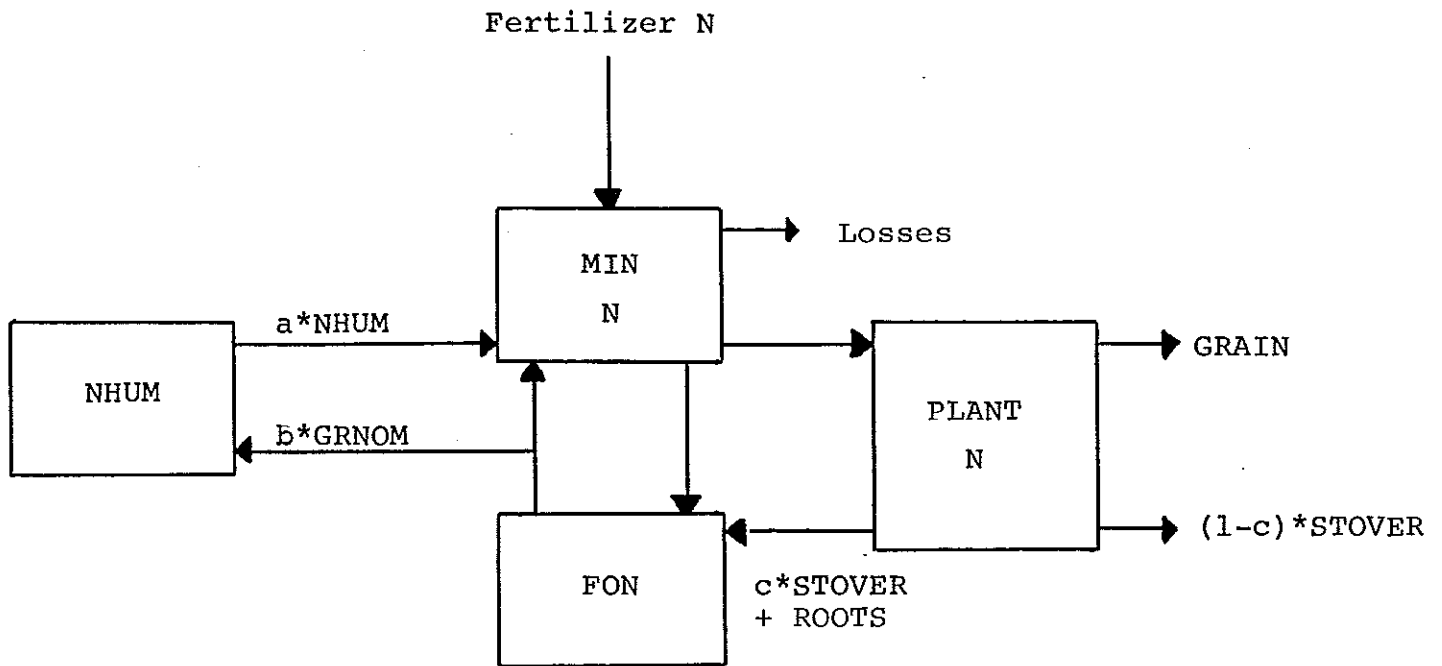 Fertilizer N
MIN
N
Losses
a*NHUM
NHUM
b*GRNOM
PLANT
N
GRAIN
(1-c)*STOVER
FON
c*STOVER
+ ROOTS